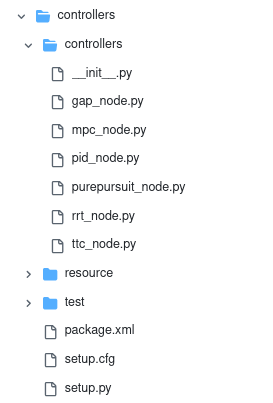 controllers
controllers
__init__.py
gap_node.py
mpc_node.py
pid_node.py
purepursuit_node.py
rrt_node.py
ttc_node.py
resource
test
package.xml
setup.cfg
setup.py